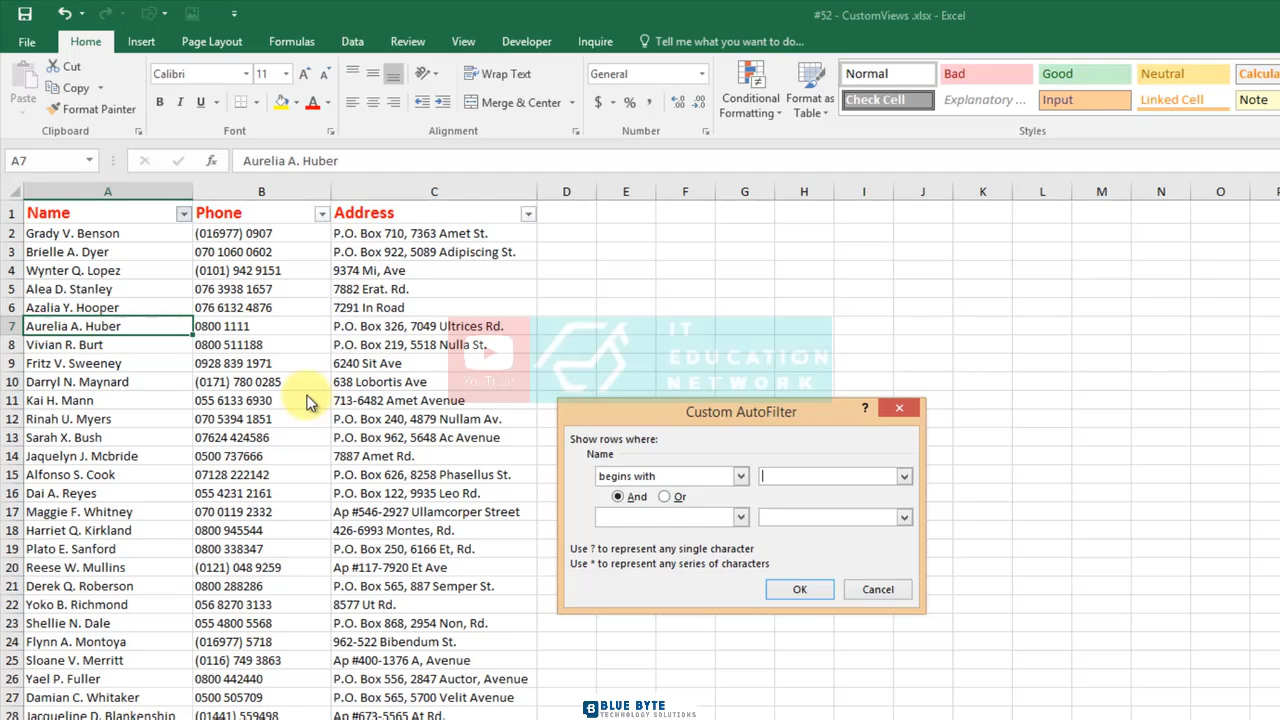 #52 - CustomViews .xlsx - Excel
File Home Insert Page Layout Formulas Data Review View Developer Inquire Tell me what you want to do...
Paste
Cut
Copy
Format Painter
Clipboard
Calibri 11
B I U
Font
Wrap Text
Merge & Center
Alignment
General
$ % ,
Number
Conditional Formatting
Format as Table
Normal Bad Good Neutral Calcula
Check Cell Explanatory ... Input Linked Cell Note
Styles
A7 fx Aurelia A. Huber
A B C D E F G H I J K L M N O P
1 Name Phone Address
2 Grady V. Benson (016977) 0907 P.O. Box 710, 7363 Amet St.
3 Brielle A. Dyer 070 1060 0602 P.O. Box 922, 5089 Adipiscing St.
4 Wynter Q. Lopez (0101) 942 9151 9374 Mi, Ave
5 Alea D. Stanley 076 3938 1657 7882 Erat. Rd.
6 Azalia Y. Hooper 076 6132 4876 7291 In Road
7 Aurelia A. Huber 0800 1111 P.O. Box 326, 7049 Ultrices Rd.
8 Vivian R. Burt 0800 511188 P.O. Box 219, 5518 Nulla St.
9 Fritz V. Sweeney 0928 839 1971 6240 Sit Ave
10 Darryl N. Maynard (0171) 780 0285 638 Lobortis Ave
11 Kai H. Mann 055 6133 6930 713-6482 Amet Avenue
12 Rinah U. Myers 070 5394 1851 P.O. Box 240, 4879 Nullam Av.
13 Sarah X. Bush 07624 424586 P.O. Box 962, 5648 Ac Avenue
14 Jaquelyn J. Mcbride 0500 737666 7887 Amet Rd.
15 Alfonso S. Cook 07128 222142 P.O. Box 626, 8258 Phasellus St.
16 Dai A. Reyes 055 4231 2161 P.O. Box 122, 9935 Leo Rd.
17 Maggie F. Whitney 070 0119 2332 Ap #546-2927 Ullamcorper Street
18 Harriet Q. Kirkland 0800 945544 426-6993 Montes, Rd.
19 Plato E. Sanford 0800 338347 P.O. Box 250, 6166 Et, Rd.
20 Reese W. Mullins (0121) 048 9259 Ap #117-7920 Et Ave
21 Derek Q. Roberson 0800 288286 P.O. Box 565, 887 Semper St.
22 Yoko B. Richmond 056 8270 3133 8577 Ut Rd.
23 Shellie N. Dale 055 4800 5568 P.O. Box 868, 2954 Non, Rd.
24 Flynn A. Montoya (016977) 5718 962-522 Bibendum St.
25 Sloane V. Merritt (0116) 749 3863 Ap #400-1376 A, Avenue
26 Yael P. Fuller 0800 442440 P.O. Box 556, 2847 Auctor, Avenue
27 Damian C. Whitaker 0500 505709 P.O. Box 565, 5700 Velit Avenue
28 Jacqueline D. Blankenship (01441) 559498 Ap #673-5565 At Rd.
YouTube
IT
EDUCATION
NETWORK
Custom AutoFilter ?
Show rows where:
Name
begins with
And Or
Use ? to represent any single character
Use * to represent any series of characters
OK Cancel
BLUE BYTE
TECHNOLOGY SOLUTIONS